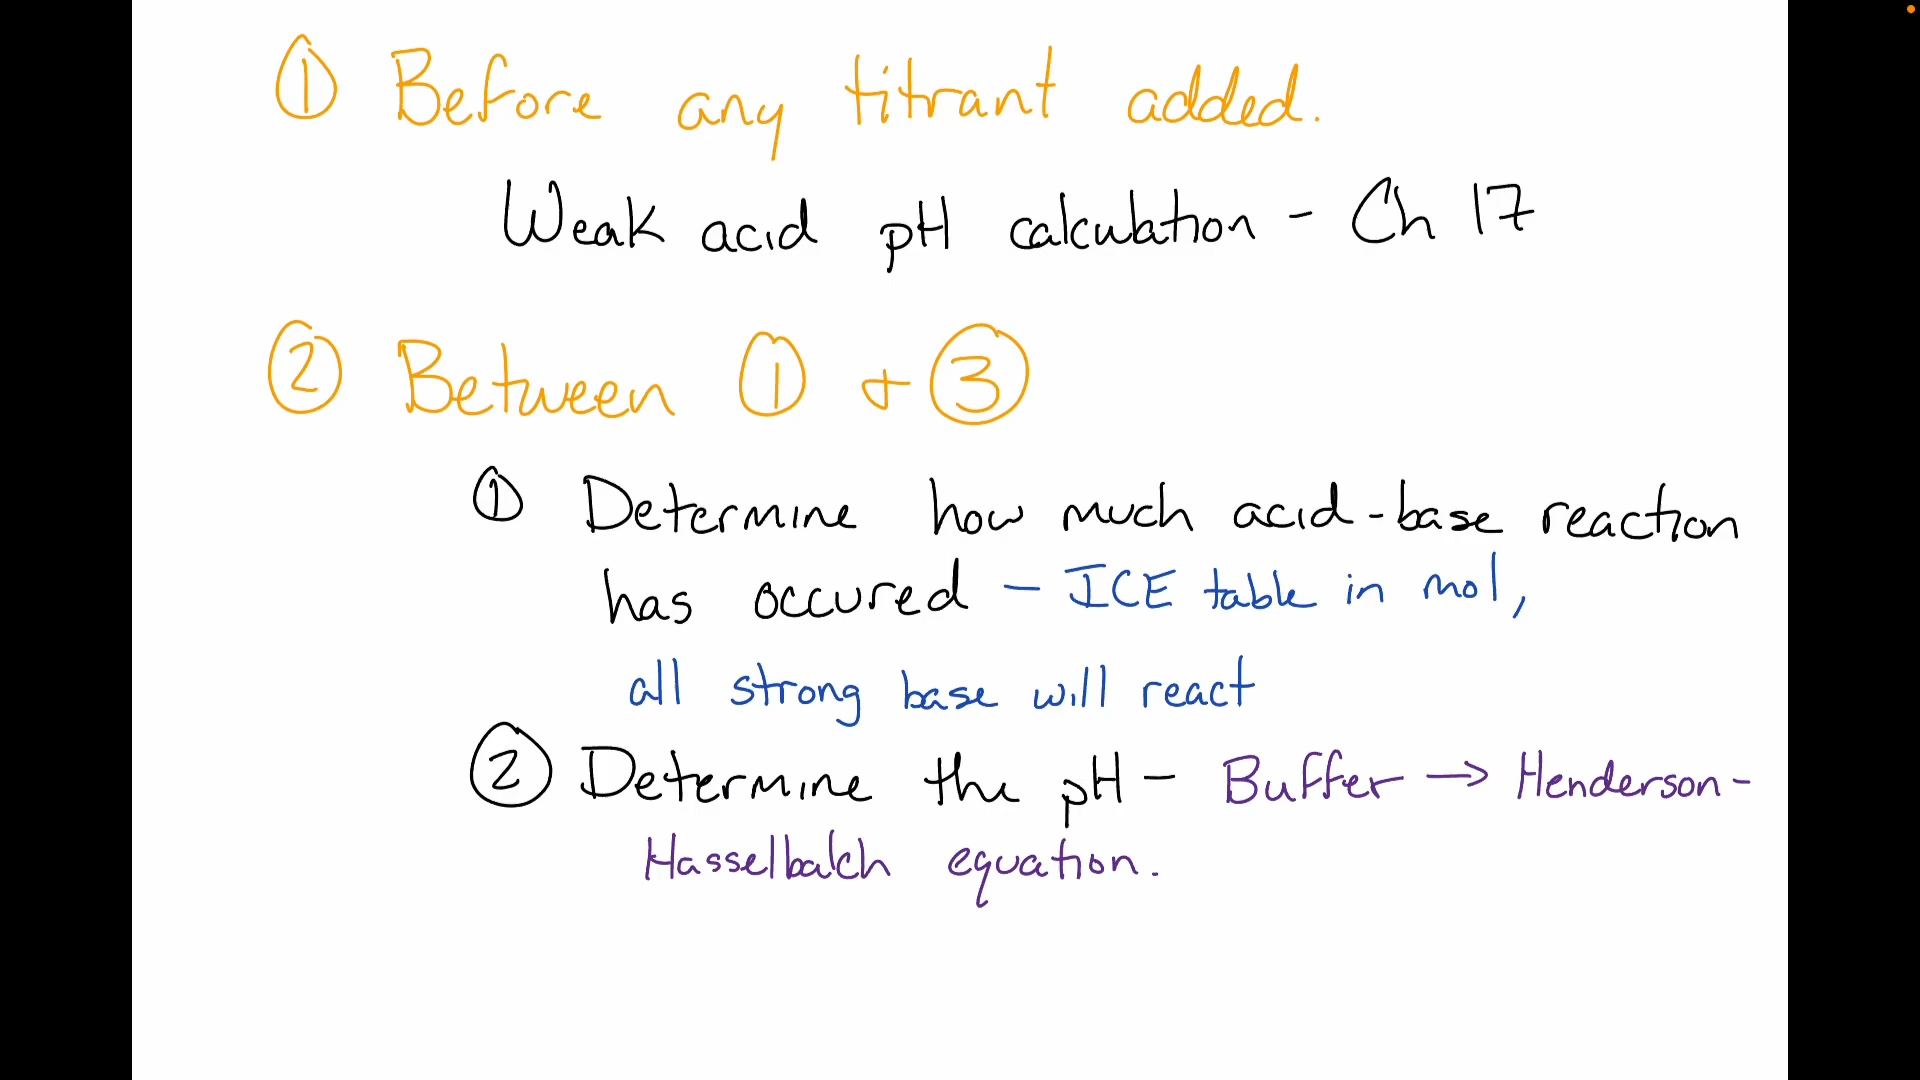 ① Before any titrant added.
Weak acid pH calculation - Ch 17
② Between ① + ③
① Determine how much acid-base reaction
has occured - ICE table in mol,
all strong base will react
② Determine the pH - Buffer → Henderson-
Hasselbalch equation.